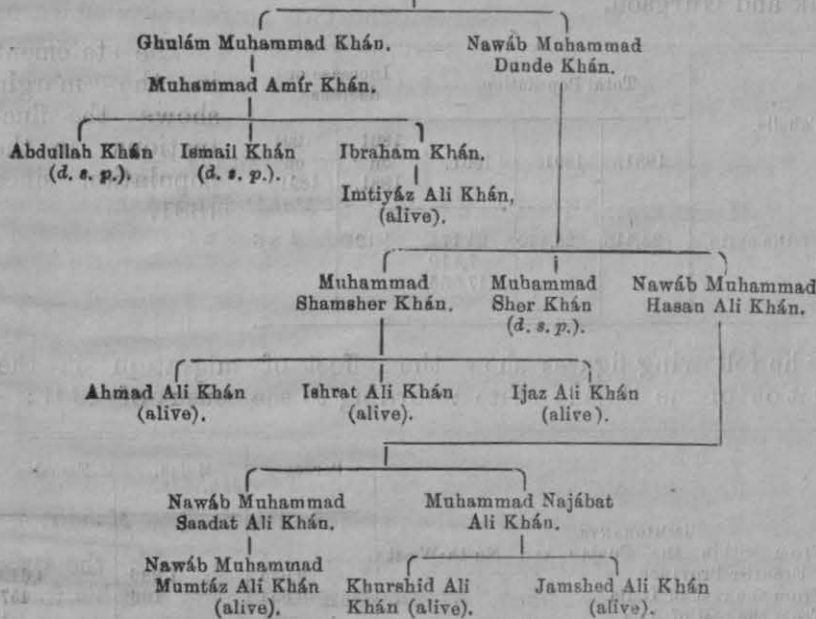 Ghulám Muhammad Khán. Nawáb Muhammad
Dunde Khán.
Muhammad Amír Khán.
Abdullah Khán Ismail Khán Ibraham Khán.
(d. s. p.). (d. s. p.).
Imtiyáz Ali Khán,
(alive).
Muhammad Muhammad Nawáb Muhammad
Shamsher Khán. Sher Khán Hasan Ali Khán.
(d. s. p.).
Ahmad Ali Khán Ishrat Ali Khán Ijaz Ali Khán
(alive). (alive). (alive).
Nawáb Muhammad Muhammad Najábat
Saadat Ali Khán. Ali Khán.
Nawáb Muhammad
Mumtáz Ali Khán Khurshid Ali Jamshed Ali Khán
(alive). Khán (alive). (alive).